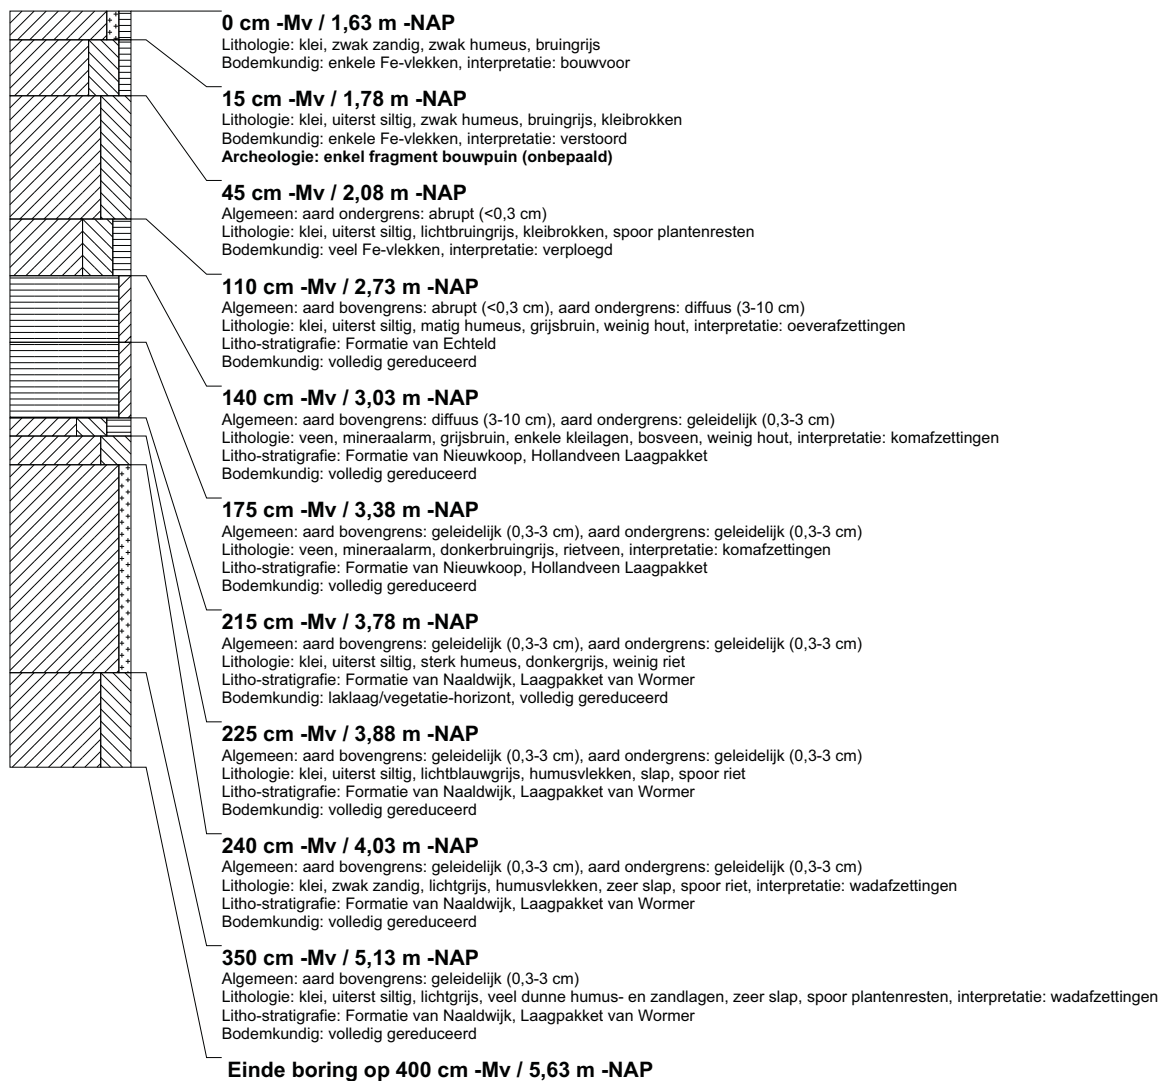 0 cm -Mv / 1,63 m -NAP
Lithologie: klei, zwak zandig, zwak humeus, bruingrijs
Bodemkundig: enkele Fe-vlekken, interpretatie: bouwvoor
15 cm -Mv / 1,78 m -NAP
Lithologie: klei, uiterst siltig, zwak humeus, bruingrijs, kleibrokken
Bodemkundig: enkele Fe-vlekken, interpretatie: verstoord
Archeologie: enkel fragment bouwpuin (onbepaald)
45 cm -Mv / 2,08 m -NAP
Algemeen: aard ondergrens: abrupt (<0,3 cm)
Lithologie: klei, uiterst siltig, lichtbruingrijs, kleibrokken, spoor plantenresten
Bodemkundig: veel Fe-vlekken, interpretatie: verploegd
110 cm -Mv / 2,73 m -NAP
Algemeen: aard bovengrens: abrupt (<0,3 cm), aard ondergrens: diffuus (3-10 cm)
Lithologie: klei, uiterst siltig, matig humeus, grijsbruin, weinig hout, interpretatie: oeverafzettingen
Litho-stratigrafie: Formatie van Echteld
Bodemkundig: volledig gereduceerd
140 cm -Mv / 3,03 m -NAP
Algemeen: aard bovengrens: diffuus (3-10 cm), aard ondergrens: geleidelijk (0,3-3 cm)
Lithologie: veen, mineraalarm, grijsbruin, enkele kleilagen, bosveen, weinig hout, interpretatie: komafzettingen
Litho-stratigrafie: Formatie van Nieuwkoop, Hollandveen Laagpakket
Bodemkundig: volledig gereduceerd
175 cm -Mv / 3,38 m -NAP
Algemeen: aard bovengrens: geleidelijk (0,3-3 cm), aard ondergrens: geleidelijk (0,3-3 cm)
Lithologie: veen, mineraalarm, donkerbruingrijs, rietveen, interpretatie: komafzettingen
Litho-stratigrafie: Formatie van Nieuwkoop, Hollandveen Laagpakket
Bodemkundig: volledig gereduceerd
215 cm -Mv / 3,78 m -NAP
Algemeen: aard bovengrens: geleidelijk (0,3-3 cm), aard ondergrens: geleidelijk (0,3-3 cm)
Lithologie: klei, uiterst siltig, sterk humeus, donkergrijs, weinig riet
Litho-stratigrafie: Formatie van Naaldwijk, Laagpakket van Wormer
Bodemkundig: laklaag/vegetatie-horizont, volledig gereduceerd
225 cm -Mv / 3,88 m -NAP
Algemeen: aard bovengrens: geleidelijk (0,3-3 cm), aard ondergrens: geleidelijk (0,3-3 cm)
Lithologie: klei, uiterst siltig, lichtblauwgrijs, humusvlekken, slap, spoor riet
Litho-stratigrafie: Formatie van Naaldwijk, Laagpakket van Wormer
Bodemkundig: volledig gereduceerd
240 cm -Mv / 4,03 m -NAP
Algemeen: aard bovengrens: geleidelijk (0,3-3 cm), aard ondergrens: geleidelijk (0,3-3 cm)
Lithologie: klei, zwak zandig, lichtgrijs, humusvlekken, zeer slap, spoor riet, interpretatie: wadafzettingen
Litho-stratigrafie: Formatie van Naaldwijk, Laagpakket van Wormer
Bodemkundig: volledig gereduceerd
350 cm -Mv / 5,13 m -NAP
Algemeen: aard bovengrens: geleidelijk (0,3-3 cm)
Lithologie: klei, uiterst siltig, lichtgrijs, veel dunne humus- en zandlagen, zeer slap, spoor plantenresten, interpretatie: wadafzettingen
Litho-stratigrafie: Formatie van Naaldwijk, Laagpakket van Wormer
Bodemkundig: volledig gereduceerd
Einde boring op 400 cm -Mv / 5,63 m -NAP